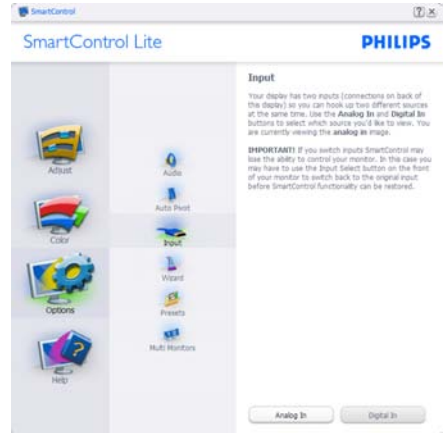 SmartControl
SmartControl Lite
PHILIPS
Adjust
Color
Options
Help
Audio
Auto Pivot
Input
Wizard
Presets
Multi Monitors
Input
Your display has two inputs (connections on back of
the display) so you can hook up two different sources
at the same time. Use the Analog In and Digital In
buttons to select which source you'd like to view. You
are currently viewing the analog in image.
IMPORTANT! If you switch inputs SmartControl may
lose the ability to control your monitor. In this case you
may have to use the Input Select button on the front
of your monitor to switch back to the original input
before SmartControl functionality can be restored.
Analog In
Digital In